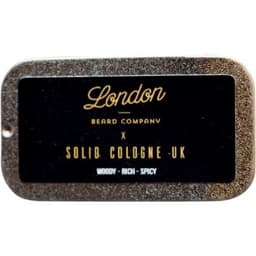 London
BEARD COMPANY
X
SOLID COLOGNE UK
WOODY · RICH · SPICY